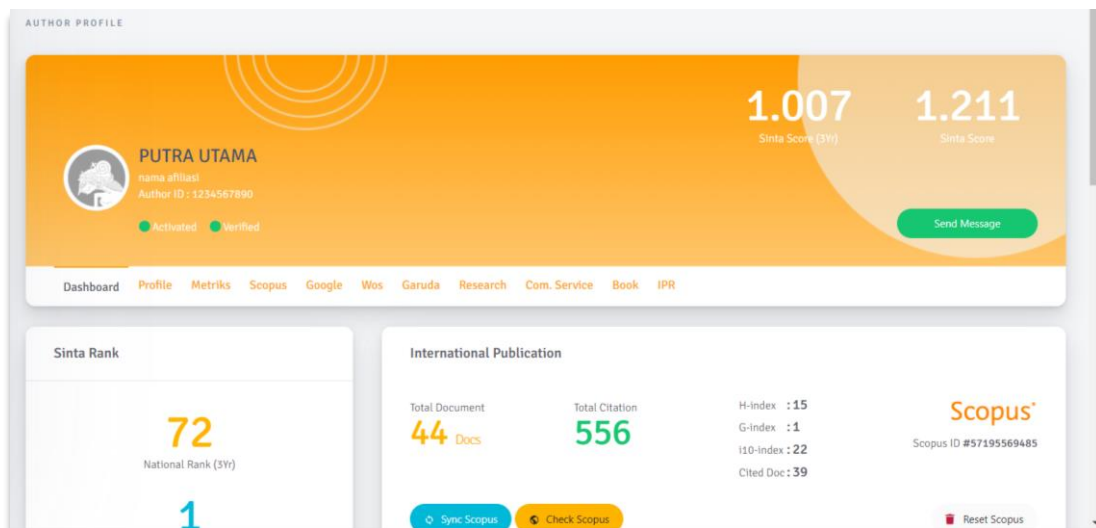 AUTHOR PROFILE
1.007
Sinta Score (3Yr)
1.211
Sinta Score
PUTRA UTAMA
nama afiliasi
Author ID : 1234567890
Activated Verified
Send Message
Dashboard Profile Metriks Scopus Google Wos Garuda Research Com. Service Book IPR
Sinta Rank
72
National Rank (3Yr)
1
International Publication
Total Document
44 Docs
Total Citation
556
H-index : 15
G-index : 1
i10-index : 22
Cited Doc : 39
Scopus
Scopus ID #57195569485
Sync Scopus
Check Scopus
Reset Scopus